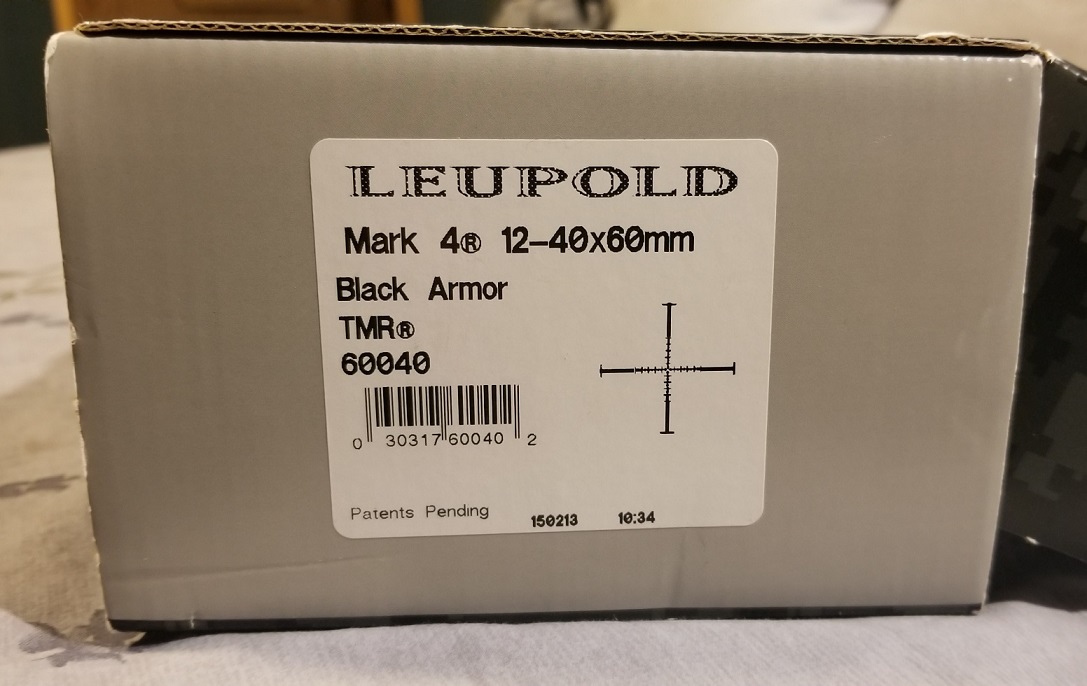 LEUPOLD
Mark 4® 12-40x60mm
Black Armor
TMR®
60040
0 30317 60040 2
Patents Pending 150213 10:34